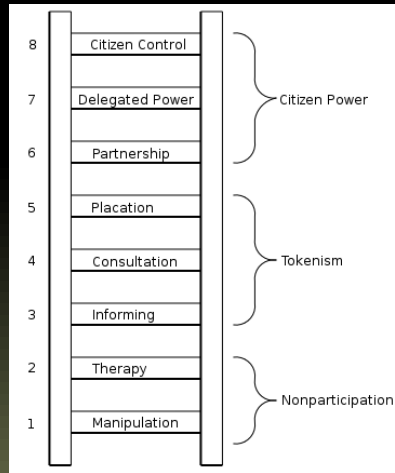 8 Citizen Control
7 Delegated Power
Citizen Power
6 Partnership
5 Placation
4 Consultation
Tokenism
3 Informing
2 Therapy
Nonparticipation
1 Manipulation